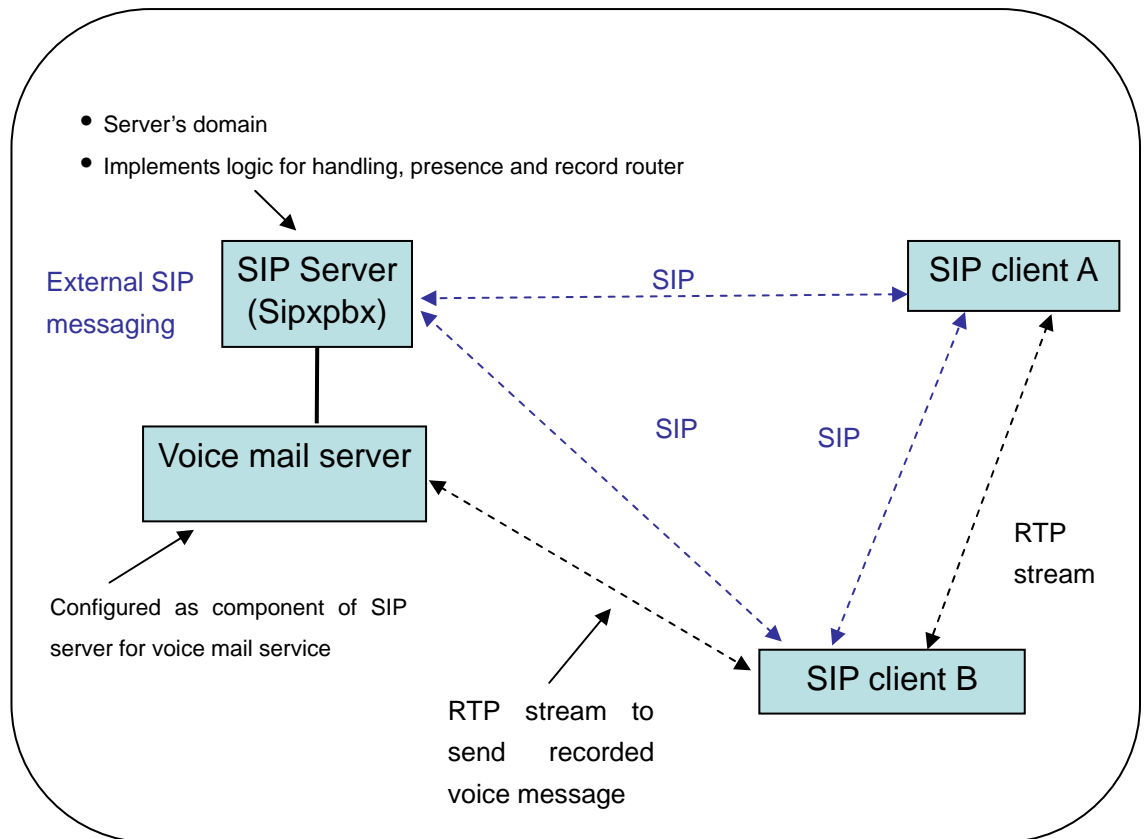 • Server's domain
• Implements logic for handling, presence and record router
External SIP
messaging
SIP Server
(Sipxpbx)
SIP
SIP client A
Voice mail server
SIP
SIP
RTP
stream
Configured as component of SIP
server for voice mail service
SIP client B
RTP stream to
send recorded
voice message